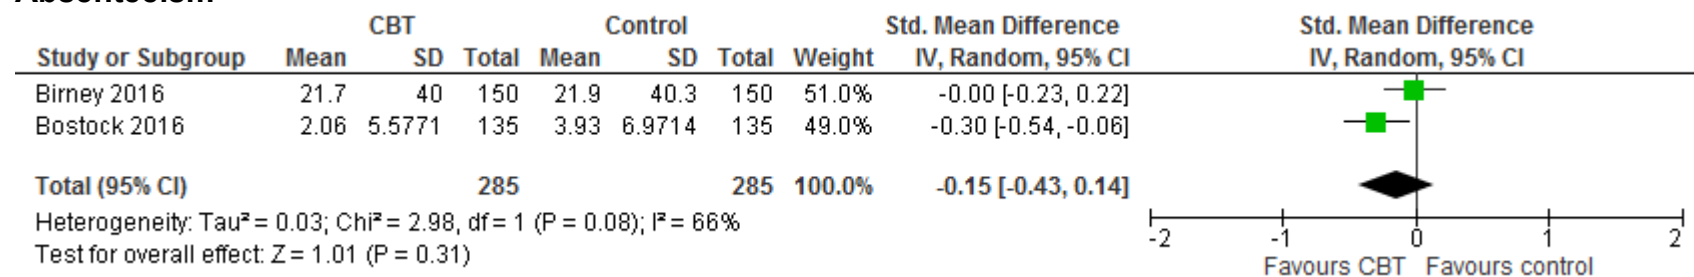 Absenteeism
CBT Control Std. Mean Difference Std. Mean Difference
Study or Subgroup Mean SD Total Mean SD Total Weight IV, Random, 95% CI IV, Random, 95% CI
Birney 2016 21.7 40 150 21.9 40.3 150 51.0% -0.00 [-0.23, 0.22]
Bostock 2016 2.06 5.5771 135 3.93 6.9714 135 49.0% -0.30 [-0.54, -0.06]
Total (95% CI) 285 285 100.0% -0.15 [-0.43, 0.14]
Heterogeneity: Tau² = 0.03; Chi² = 2.98, df = 1 (P = 0.08); I² = 66%
Test for overall effect: Z = 1.01 (P = 0.31)
-2 -1 0 1 2
Favours CBT Favours control